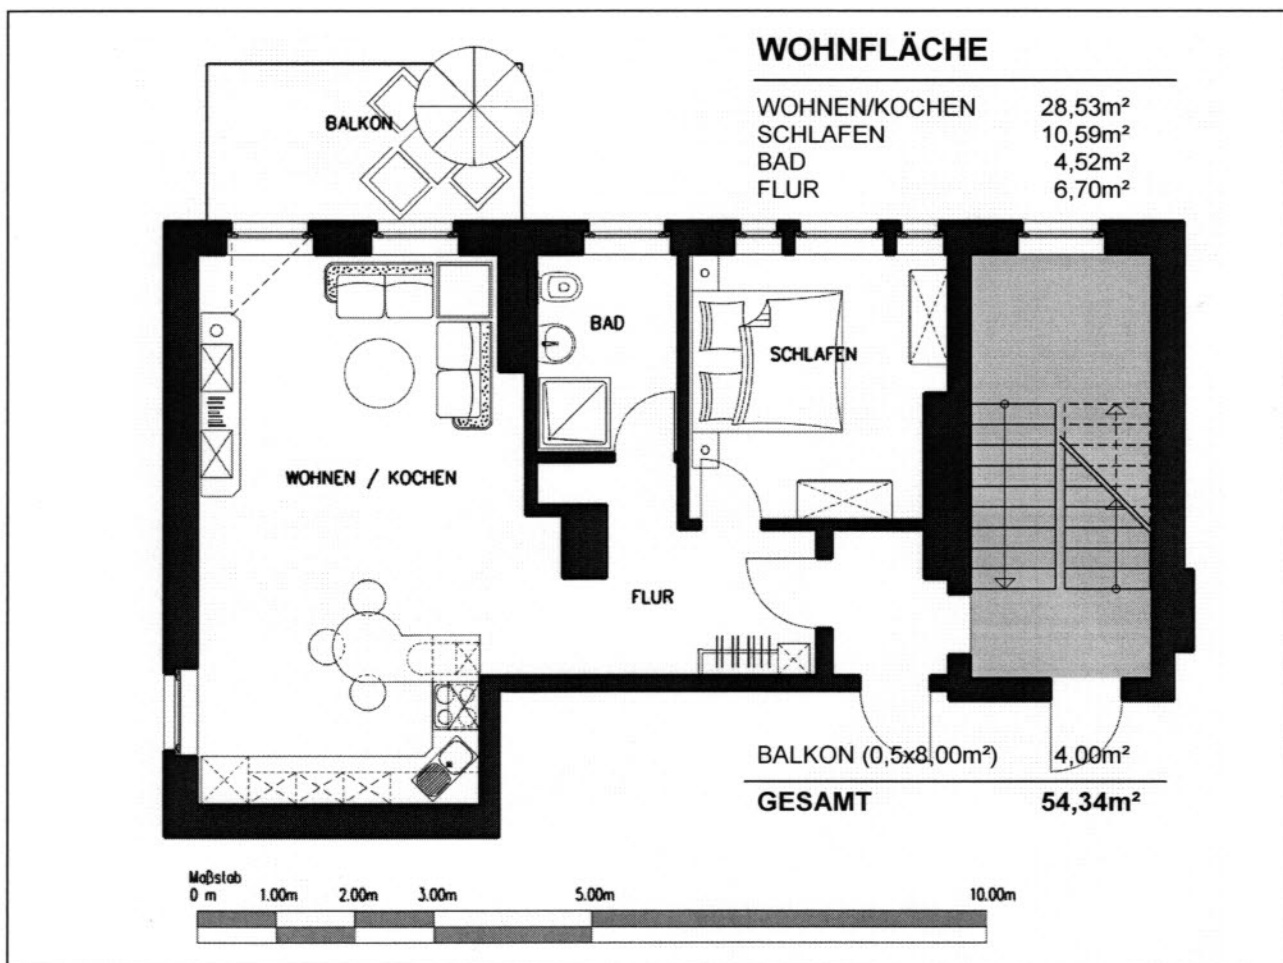 WOHNFLÄCHE
WOHNEN/KOCHEN 28,53m²
SCHLAFEN 10,59m²
BAD 4,52m²
FLUR 6,70m²
BALKON
BAD
SCHLAFEN
WOHNEN / KOCHEN
FLUR
BALKON (0,5x8,00m²) 4,00m²
GESAMT 54,34m²
Maßstab
0 m 1.00m 2.00m 3.00m 5.00m 10.00m